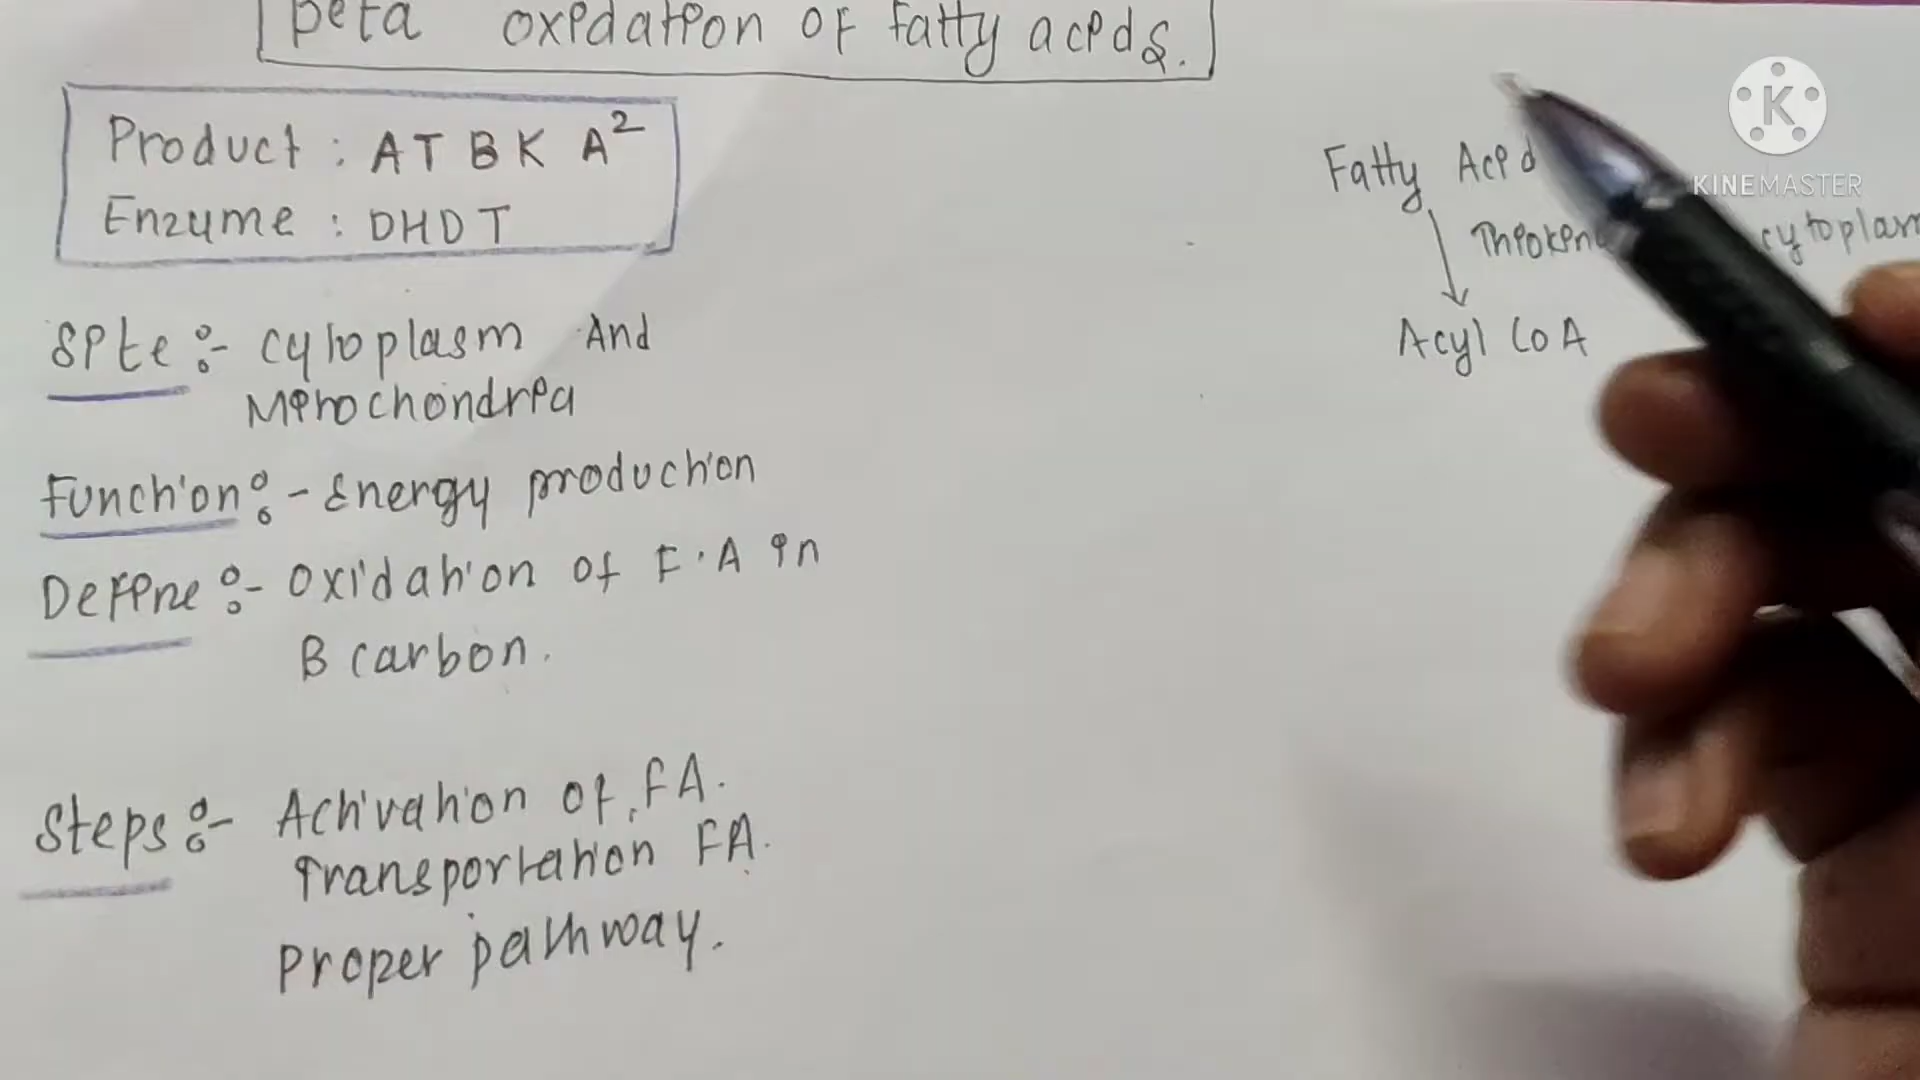 Beta oxidation of fatty acids.
Product : A T B K A²
Enzyme : DHDT
Site :- cytoplasm And
Mitochondria
Function :- Energy production
Define :- Oxidation of F.A in
B carbon.
Steps :- Activation of FA.
Transportation FA.
Proper pathway.
Fatty Acid
cytoplasm
Acyl CoA
K
KINEMASTER